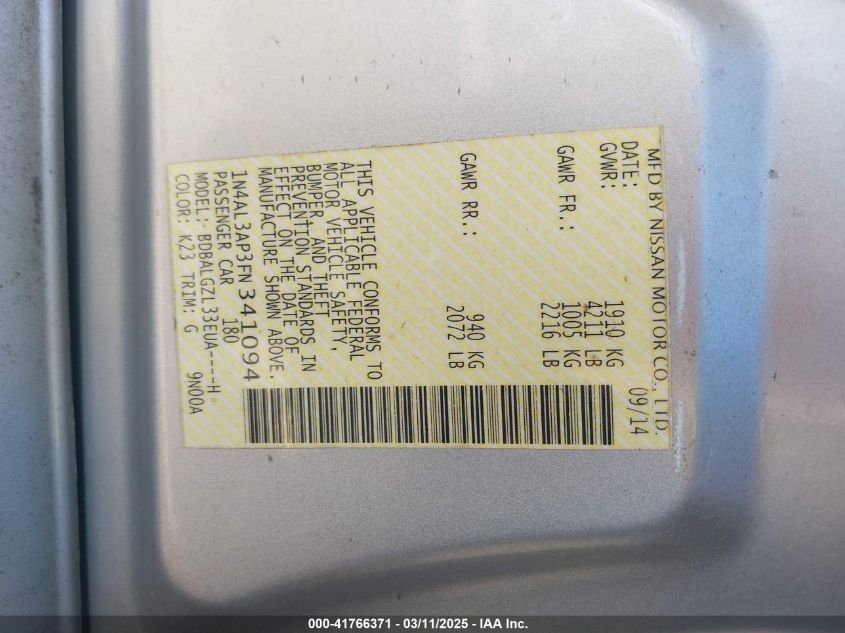 MFD BY NISSAN MOTOR CO., LTD.
DATE: 09/14
GVWR: 1910 KG
4211 LB
GAWR FR.: 1005 KG
2216 LB
GAWR RR.: 940 KG
2072 LB
THIS VEHICLE CONFORMS TO
ALL APPLICABLE FEDERAL
MOTOR VEHICLE SAFETY,
BUMPER, AND THEFT
PREVENTION STANDARDS IN
EFFECT ON THE DATE OF
MANUFACTURE SHOWN ABOVE.
1N4AL3AP3FN341094
PASSENGER CAR 180
MODEL: BDBALGZL33EUA----H
COLOR: K23 TRIM: G 9N00A
000-41766371 - 03/11/2025 - IAA Inc.